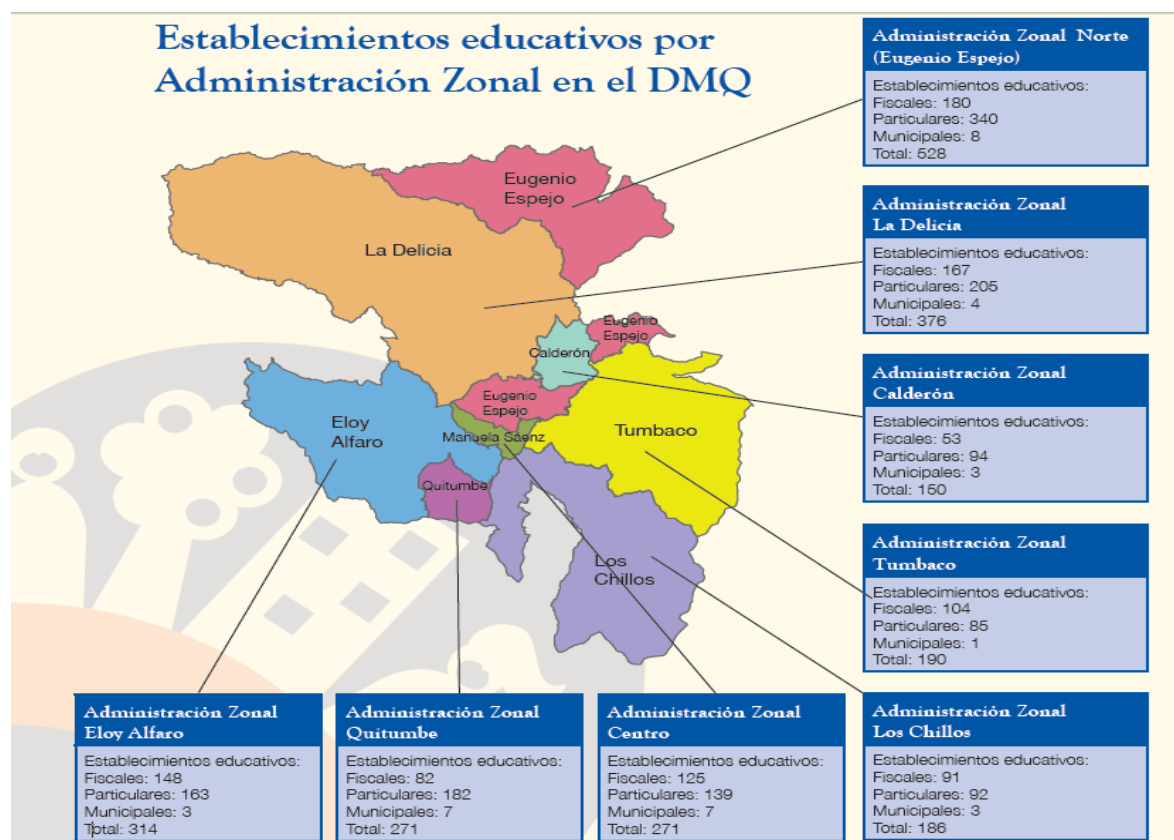 Establecimientos educativos por
Administración Zonal en el DMQ
Administración Zonal Norte
(Eugenio Espejo)
Establecimientos educativos:
Fiscales: 180
Particulares: 340
Municipales: 8
Total: 528
Administración Zonal
La Delicia
Establecimientos educativos:
Fiscales: 167
Particulares: 205
Municipales: 4
Total: 376
Administración Zonal
Calderón
Establecimientos educativos:
Fiscales: 53
Particulares: 94
Municipales: 3
Total: 150
Administración Zonal
Tumbaco
Establecimientos educativos:
Fiscales: 104
Particulares: 85
Municipales: 1
Total: 190
Administración Zonal
Los Chillos
Establecimientos educativos:
Fiscales: 91
Particulares: 92
Municipales: 3
Total: 186
Eugenio
Espejo
La Delicia
Eugenio
Espejo
Calderón
Eugenio
Espejo
Eloy
Alfaro
Manuela Sáenz
Tumbaco
Quitumbe
Los
Chillos
Administración Zonal
Eloy Alfaro
Establecimientos educativos:
Fiscales: 148
Particulares: 163
Municipales: 3
Total: 314
Administración Zonal
Quitumbe
Establecimientos educativos:
Fiscales: 82
Particulares: 182
Municipales: 7
Total: 271
Administración Zonal
Centro
Establecimientos educativos:
Fiscales: 125
Particulares: 139
Municipales: 7
Total: 271